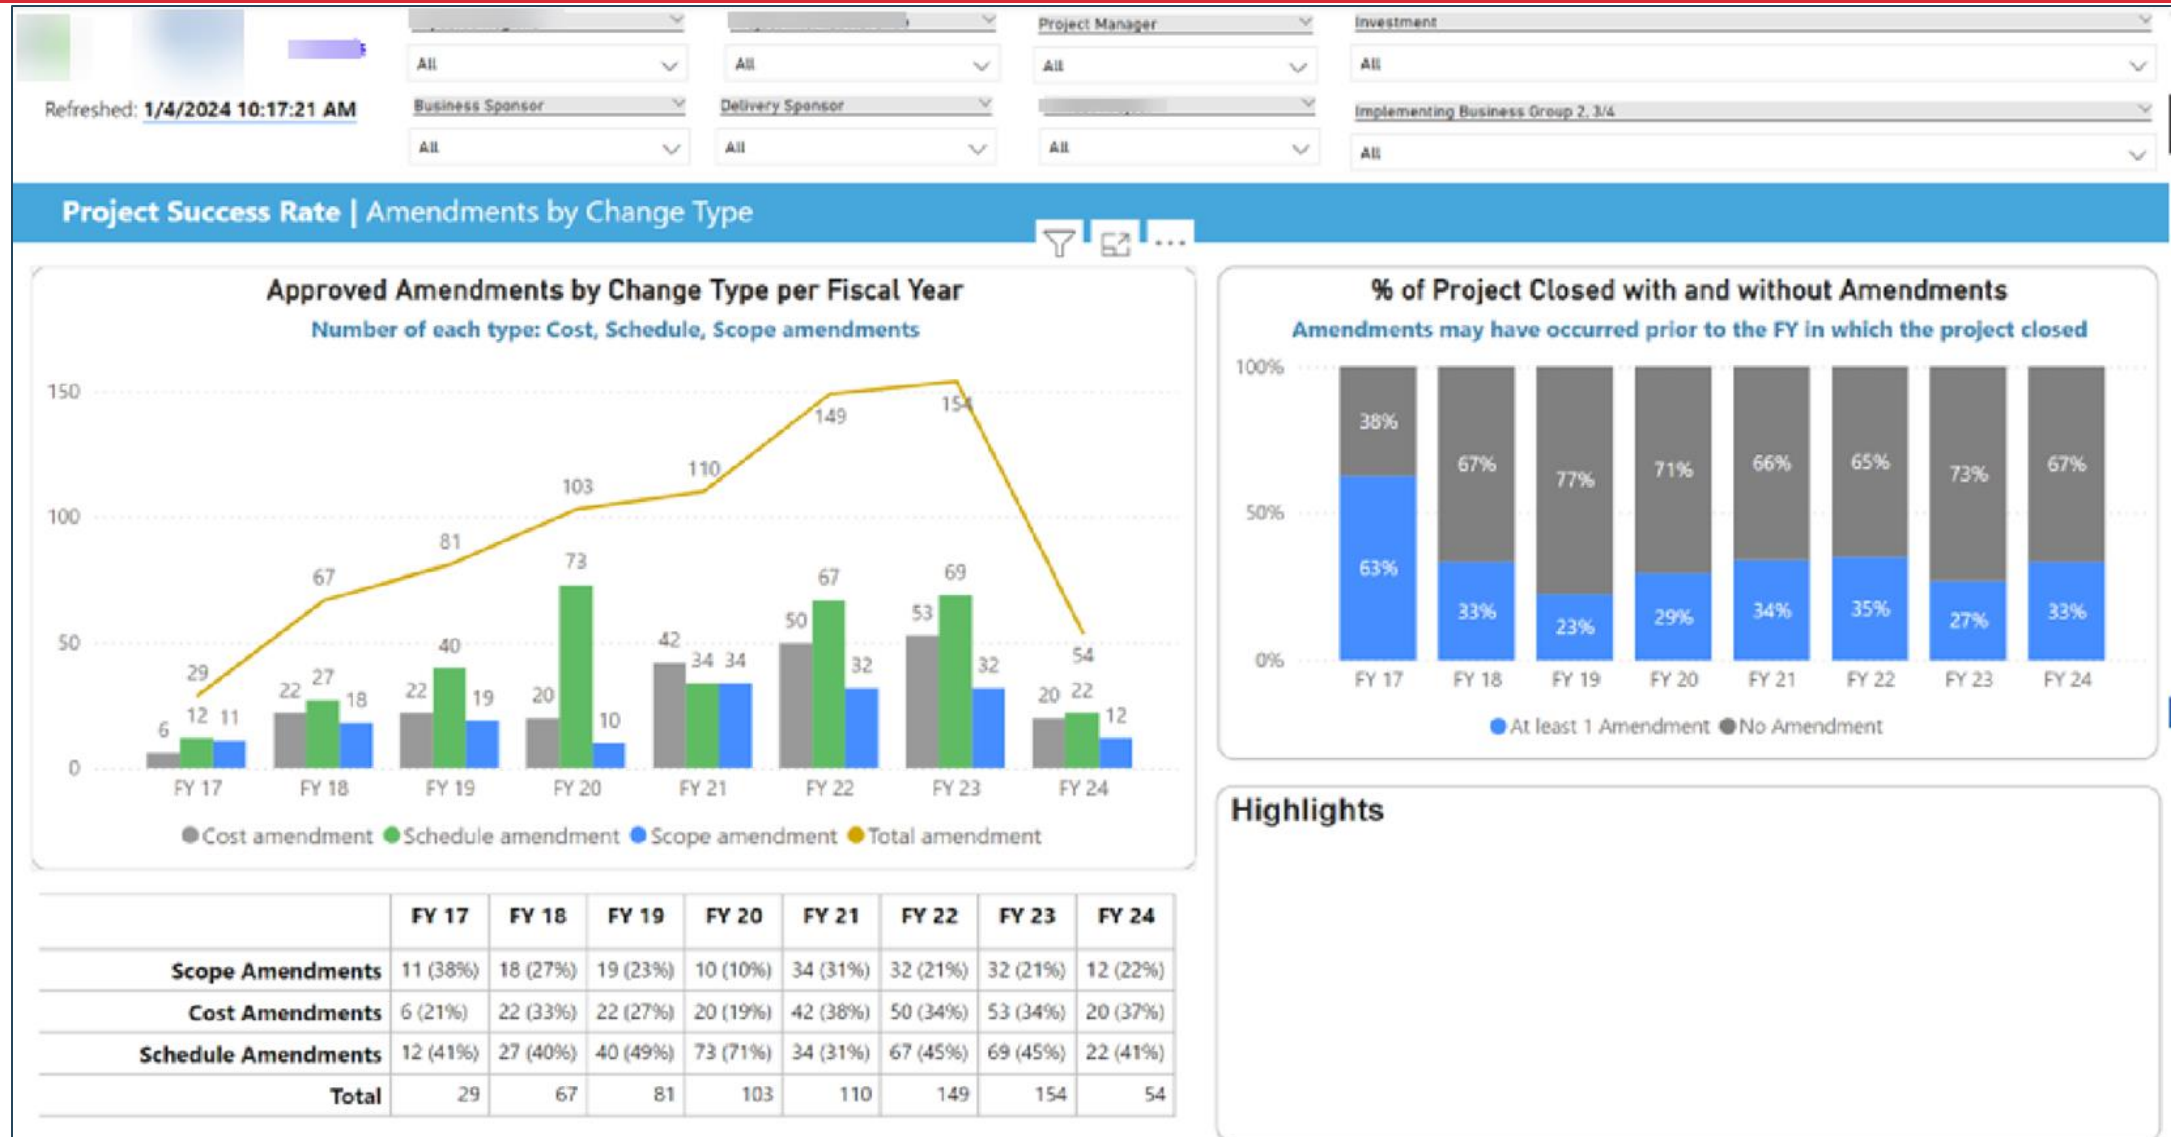 Project Manager
Investment
All
All
All
All
Refreshed: 1/4/2024 10:17:21 AM
Business Sponsor
Delivery Sponsor
Implementing Business Group 2, 3/4
All
All
All
All
Project Success Rate | Amendments by Change Type
Approved Amendments by Change Type per Fiscal Year
Number of each type: Cost, Schedule, Scope amendments
150
100
50
0
29
67
81
103
110
149
154
54
6
12
11
22
27
18
22
40
19
20
73
10
42
34
34
50
67
32
53
69
32
20
22
12
FY 17
FY 18
FY 19
FY 20
FY 21
FY 22
FY 23
FY 24
Cost amendment
Schedule amendment
Scope amendment
Total amendment
% of Project Closed with and without Amendments
Amendments may have occurred prior to the FY in which the project closed
100%
50%
0%
38%
67%
77%
71%
66%
65%
73%
67%
63%
33%
23%
29%
34%
35%
27%
33%
FY 17
FY 18
FY 19
FY 20
FY 21
FY 22
FY 23
FY 24
At least 1 Amendment
No Amendment
Highlights
FY 17 FY 18 FY 19 FY 20 FY 21 FY 22 FY 23 FY 24
Scope Amendments 11 (38%) 18 (27%) 19 (23%) 10 (10%) 34 (31%) 32 (21%) 32 (21%) 12 (22%)
Cost Amendments 6 (21%) 22 (33%) 22 (27%) 20 (19%) 42 (38%) 50 (34%) 53 (34%) 20 (37%)
Schedule Amendments 12 (41%) 27 (40%) 40 (49%) 73 (71%) 34 (31%) 67 (45%) 69 (45%) 22 (41%)
Total 29 67 81 103 110 149 154 54